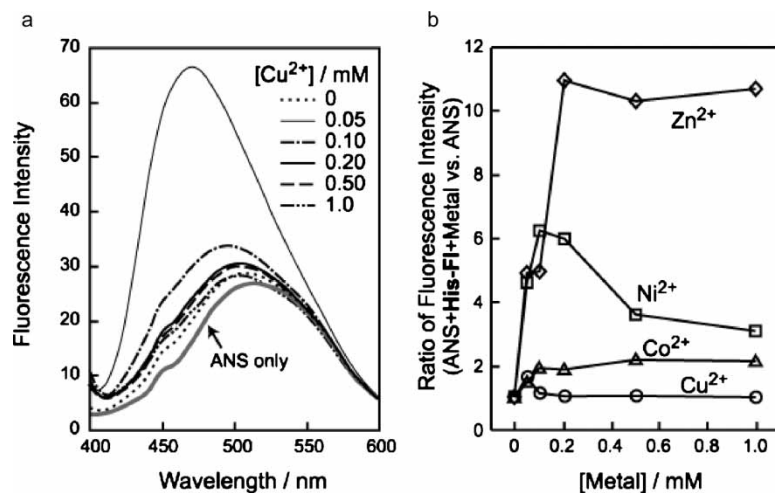 a
70
60
50
40
30
20
10
0
Fluorescence Intensity
[Cu²⁺] / mM
0
0.05
0.10
0.20
0.50
1.0
ANS only
400 450 500 550 600
Wavelength / nm
b
12
10
8
6
4
2
0
Ratio of Fluorescence Intensity
(ANS+His-Fl+Metal vs. ANS)
Zn²⁺
Ni²⁺
Co²⁺
Cu²⁺
0 0.2 0.4 0.6 0.8 1.0
[Metal] / mM